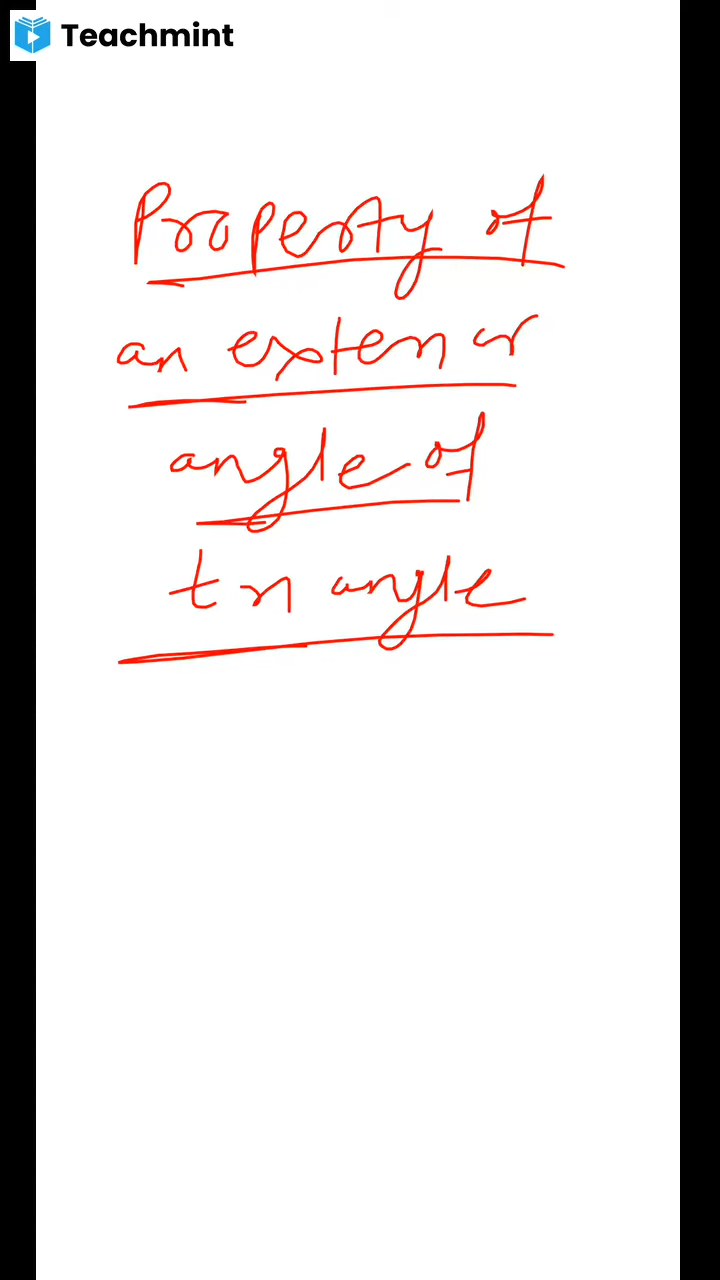 Teachmint
Property of
an exterior
angle of
triangle